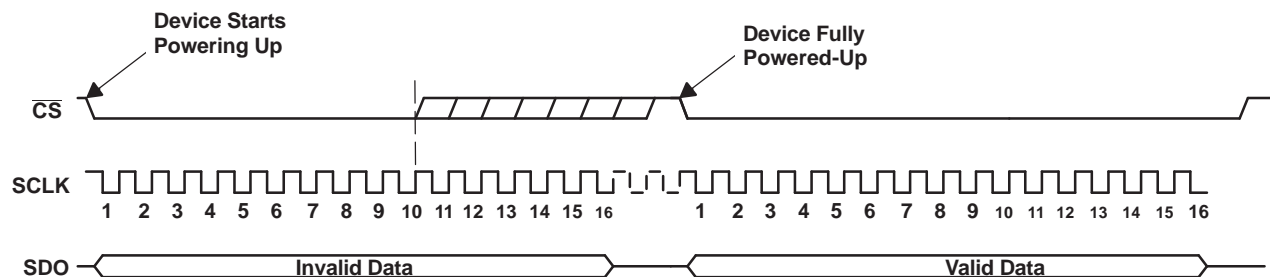 Device Starts
Powering Up
Device Fully
Powered-Up
CS
SCLK
1 2 3 4 5 6 7 8 9 10 11 12 13 14 15 16 1 2 3 4 5 6 7 8 9 10 11 12 13 14 15 16
SDO Invalid Data Valid Data